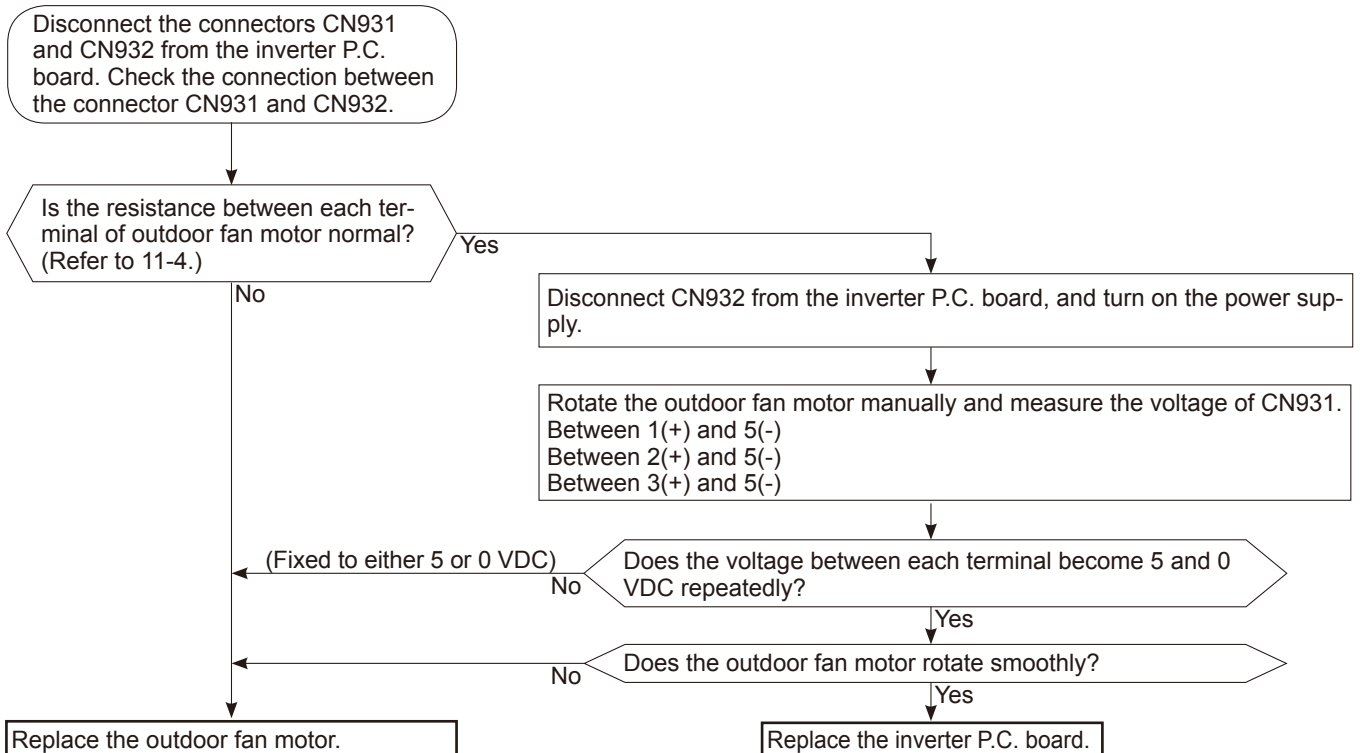 Disconnect the connectors CN931
and CN932 from the inverter P.C.
board. Check the connection between
the connector CN931 and CN932.
Is the resistance between each ter-
minal of outdoor fan motor normal?
(Refer to 11-4.)
Yes
No
Disconnect CN932 from the inverter P.C. board, and turn on the power sup-
ply.
Rotate the outdoor fan motor manually and measure the voltage of CN931.
Between 1(+) and 5(-)
Between 2(+) and 5(-)
Between 3(+) and 5(-)
(Fixed to either 5 or 0 VDC)
No
Does the voltage between each terminal become 5 and 0
VDC repeatedly?
Yes
No
Does the outdoor fan motor rotate smoothly?
Yes
Replace the outdoor fan motor.
Replace the inverter P.C. board.